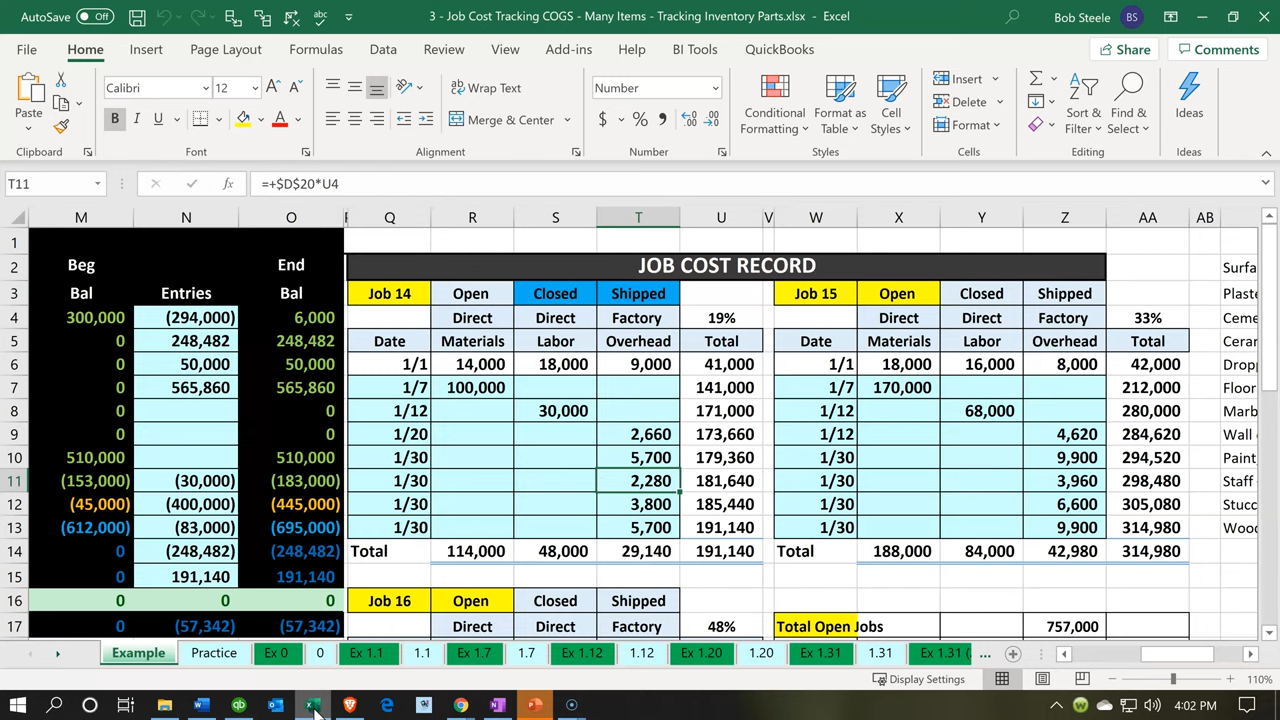 AutoSave Off 3 - Job Cost Tracking COGS - Many Items - Tracking Inventory Parts.xlsx - Excel Bob Steele BS
File Home Insert Page Layout Formulas Data Review View Add-ins Help BI Tools QuickBooks Share Comments
Calibri 12 Wrap Text Number Insert
Paste B I U Merge & Center $ % Conditional Formatting Format as Table Cell Styles Delete Format Sort & Filter Find & Select Ideas
Clipboard Font Alignment Number Styles Cells Editing Ideas
T11 fx =+$D$20*U4
M N O F Q R S T U V W X Y Z AA AB
1
2 Beg End JOB COST RECORD Surfa
3 Bal Entries Bal Job 14 Open Closed Shipped Job 15 Open Closed Shipped Plaste
4 300,000 (294,000) 6,000 Direct Direct Factory 19% Direct Direct Factory 33% Ceme
5 0 248,482 248,482 Date Materials Labor Overhead Total Date Materials Labor Overhead Total Ceran
6 0 50,000 50,000 1/1 14,000 18,000 9,000 41,000 1/1 18,000 16,000 8,000 42,000 Dropp
7 0 565,860 565,860 1/7 100,000 141,000 1/7 170,000 212,000 Floor
8 0 0 1/12 30,000 171,000 1/12 68,000 280,000 Marb
9 0 0 1/20 2,660 173,660 1/12 4,620 284,620 Wall
10 510,000 510,000 1/30 5,700 179,360 1/30 9,900 294,520 Paint
11 (153,000) (30,000) (183,000) 1/30 2,280 181,640 1/30 3,960 298,480 Staff
12 (45,000) (400,000) (445,000) 1/30 3,800 185,440 1/30 6,600 305,080 Stucc
13 (612,000) (83,000) (695,000) 1/30 5,700 191,140 1/30 9,900 314,980 Wood
14 0 (248,482) (248,482) Total 114,000 48,000 29,140 191,140 Total 188,000 84,000 42,980 314,980
15 0 191,140 191,140
16 0 0 0 Job 16 Open Closed Shipped
17 0 (57,342) (57,342) Direct Direct Factory 48% Total Open Jobs 757,000
Example Practice Ex 0 0 Ex 1.1 1.1 Ex 1.7 1.7 Ex 1.12 1.12 Ex 1.20 1.20 Ex 1.31 1.31 Ex 1.31 ( ...
Display Settings 110%
4:02 PM